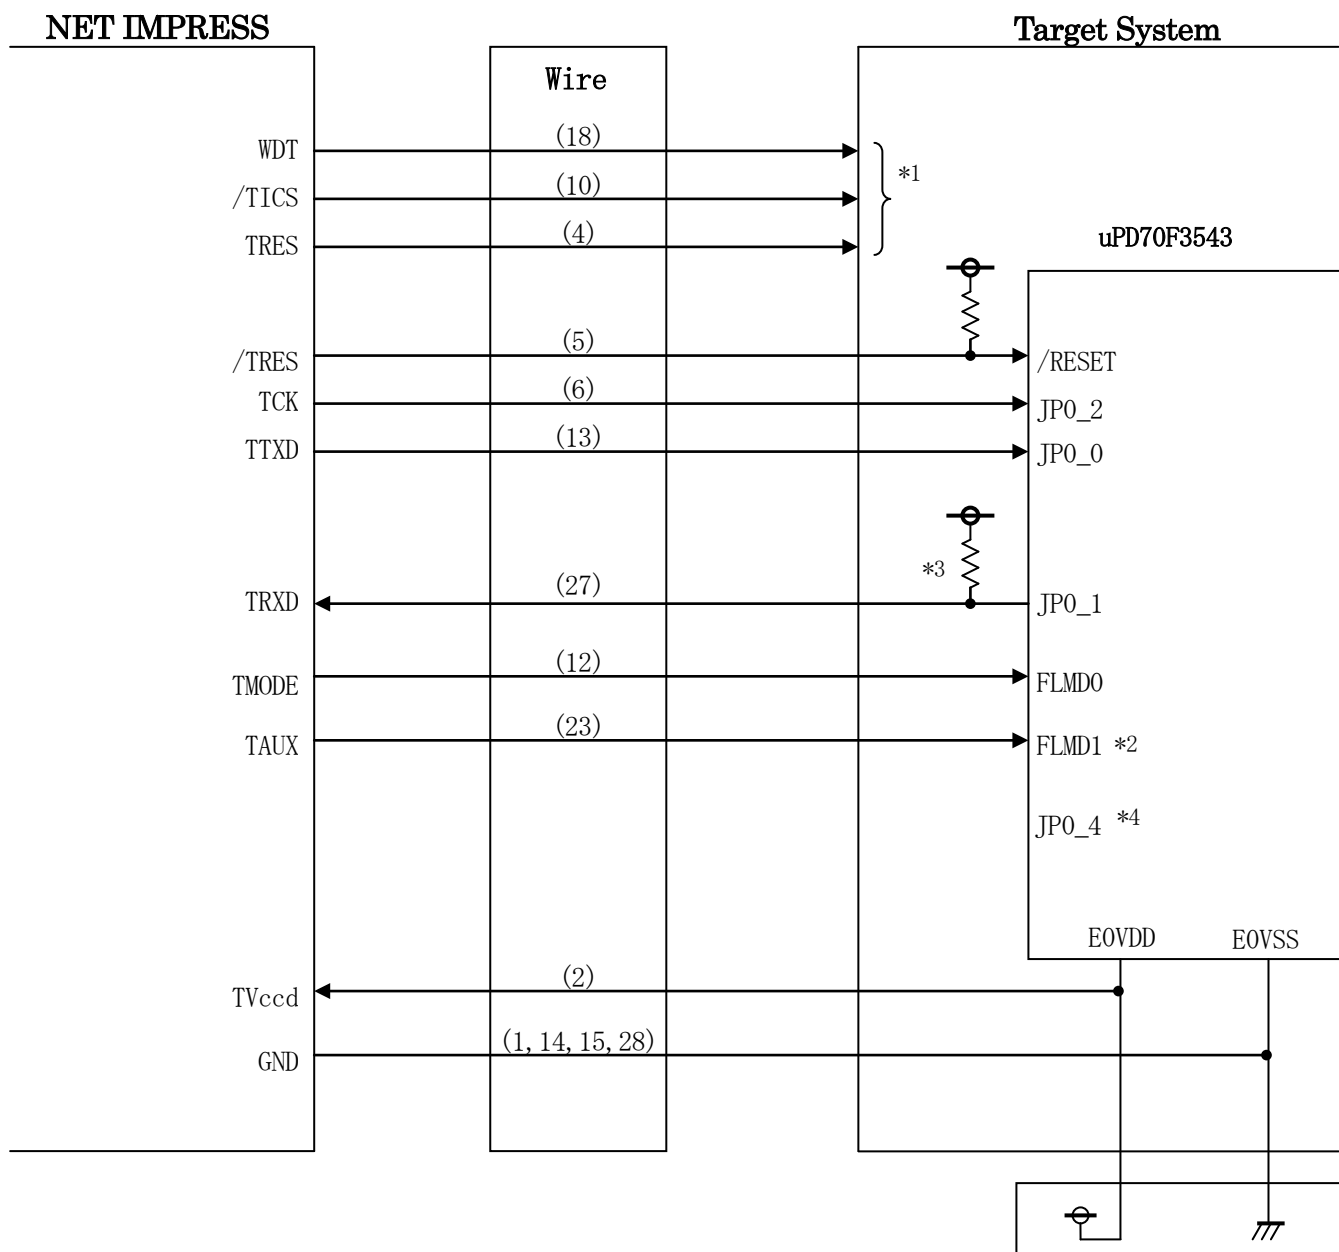 NET IMPRESS
Target System
Wire
WDT (18)
/TICS (10) *1
TRES (4)
uPD70F3543
/TRES (5) /RESET
TCK (6) JP0_2
TTXD (13) JP0_0
*3
TRXD (27) JP0_1
TMODE (12) FLMD0
TAUX (23) FLMD1 *2
JP0_4 *4
E0VDD E0VSS
TVccd (2)
GND (1,14,15,28)